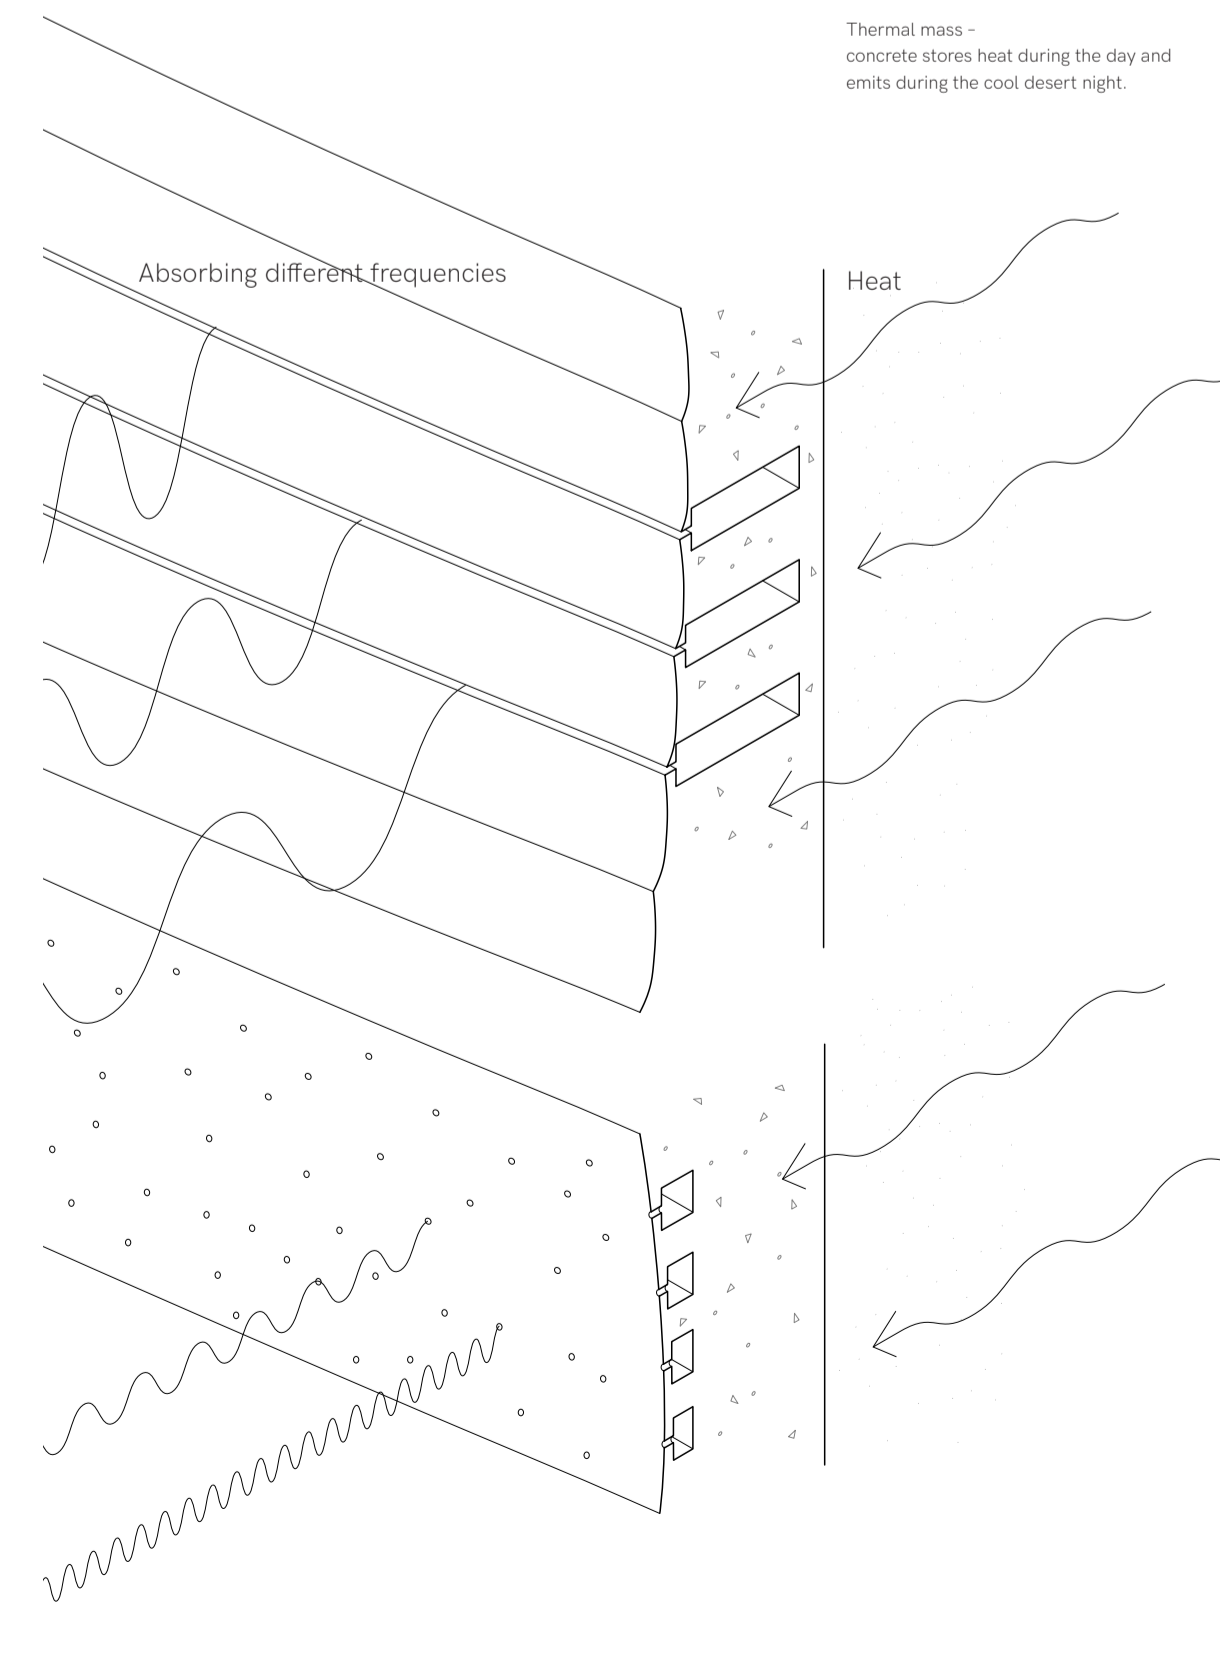 Thermal mass –
concrete stores heat during the day and
emits during the cool desert night.
Absorbing different frequencies
Heat